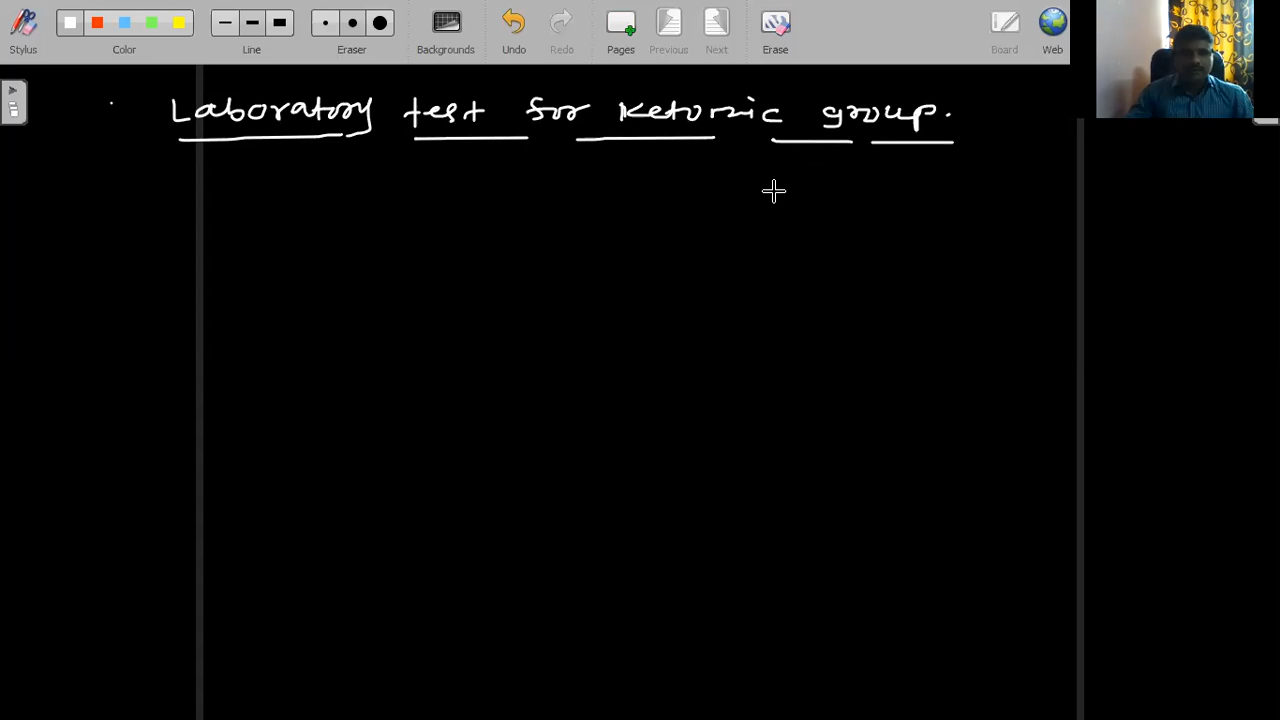 Stylus Color Line Eraser Backgrounds Undo Redo Pages Previous Next Erase Board Web
Laboratory test for Ketonic group.